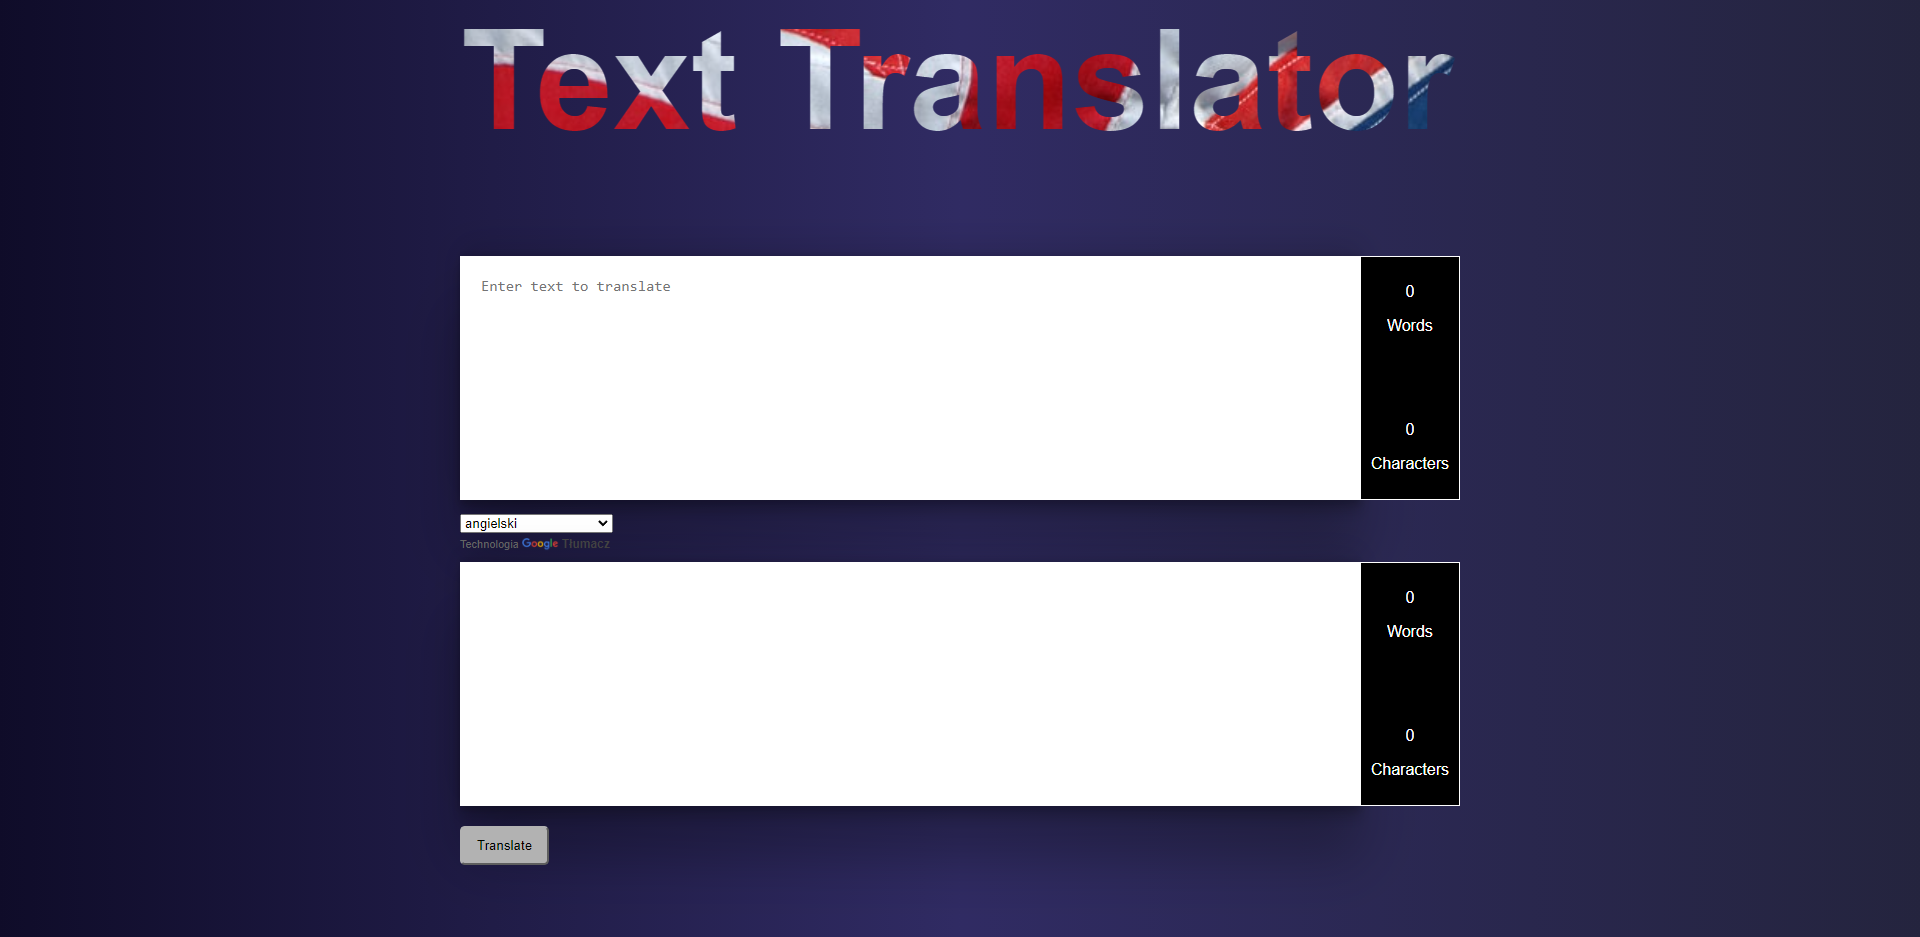 Text Translator
Enter text to translate
0
Words
0
Characters
angielski
Technologia Google Tłumacz
0
Words
0
Characters
Translate